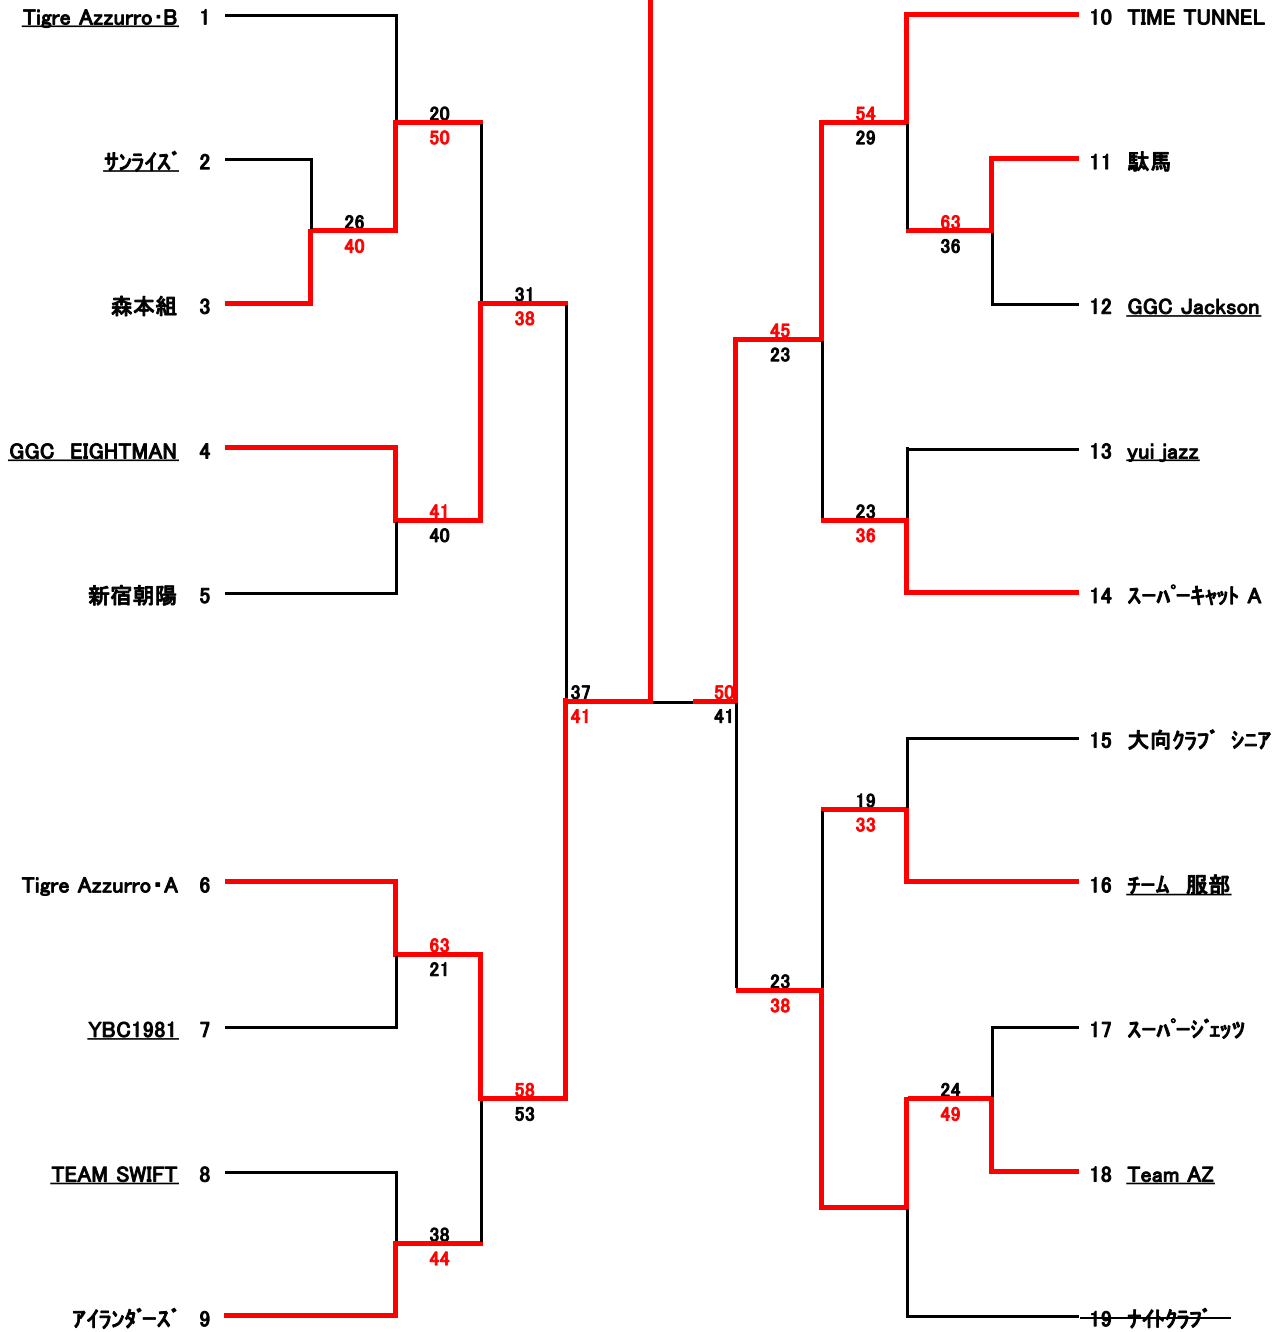 Tigre Azzurro・B 1
10 TIME TUNNEL
20
50
54
29
サンライズ 2
11 駄馬
26
40
63
36
森本組 3
12 GGC Jackson
31
38
45
23
GGC EIGHTMAN 4
13 yui jazz
41
40
23
36
新宿朝陽 5
14 スーパーキャット A
37
41
50
41
15 大向クラブ シニア
19
33
Tigre Azzurro・A 6
16 チーム 服部
63
21
23
38
YBC1981 7
17 スーパージェッツ
58
53
24
49
TEAM SWIFT 8
18 Team AZ
38
44
アイランダーズ 9
19 ナイトクラブ